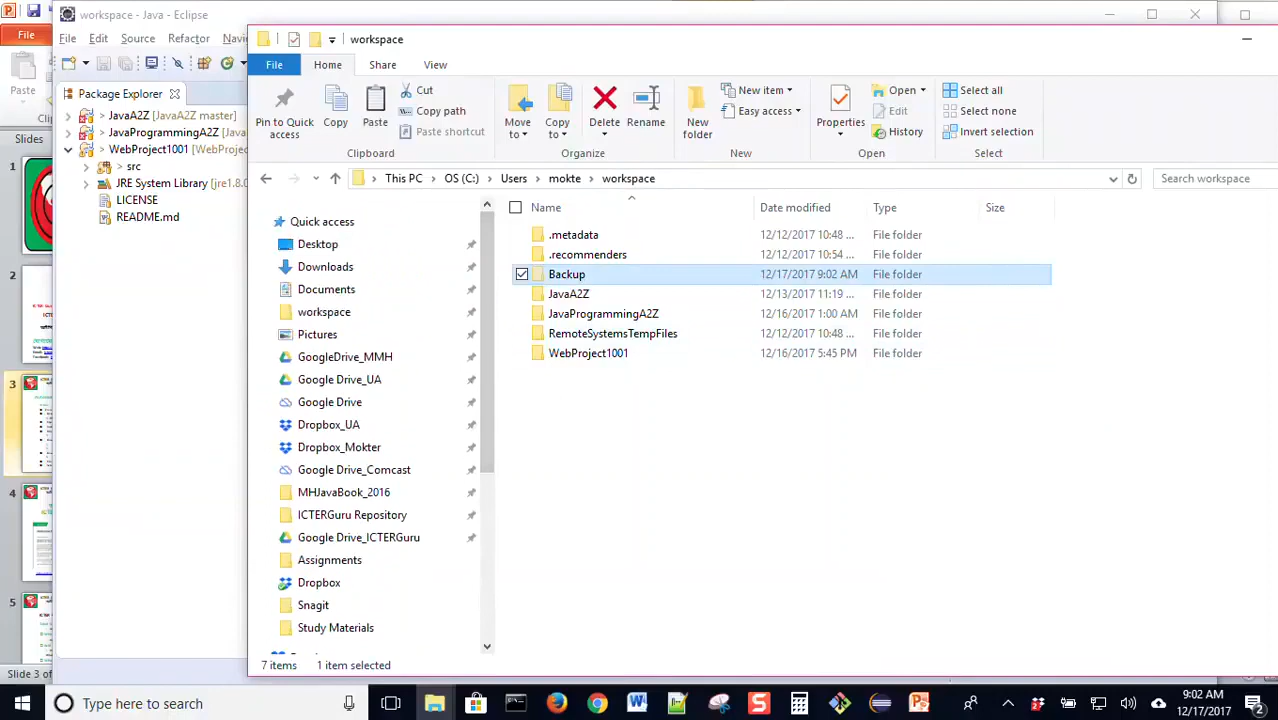 workspace - Java - Eclipse
File
File Edit Source Refactor Navi
workspace
File Home Share View
Paste
Package Explorer
Cut
Copy path
Paste shortcut
Pin to Quick access
Copy
Paste
Move to
Copy to
Delete
Rename
New folder
New item
Easy access
Properties
Open
Edit
History
Select all
Select none
Invert selection
Clipboard Organize New Open Select
Slides
> JavaA2Z [JavaA2Z master]
> JavaProgrammingA2Z [Java
> WebProject1001 [WebProjec
> src
JRE System Library [jre1.8.0
LICENSE
README.md
This PC > OS (C:) > Users > mokte > workspace
Search workspace
Name Date modified Type Size
.metadata 12/12/2017 10:48 ... File folder
.recommenders 12/12/2017 10:54 ... File folder
Backup 12/17/2017 9:02 AM File folder
JavaA2Z 12/13/2017 11:19 ... File folder
JavaProgrammingA2Z 12/16/2017 1:00 AM File folder
RemoteSystemsTempFiles 12/12/2017 10:48 ... File folder
WebProject1001 12/16/2017 5:45 PM File folder
Quick access
Desktop
Downloads
Documents
workspace
Pictures
GoogleDrive_MMH
Google Drive_UA
Google Drive
Dropbox_UA
Dropbox_Mokter
Google Drive_Comcast
MHJavaBook_2016
ICTERGuru Repository
Google Drive_ICTERGuru
Assignments
Dropbox
Snagit
Study Materials
1
2
3
4
5
7 items 1 item selected
Slide 3 of
Type here to search
9:02 AM
12/17/2017
2